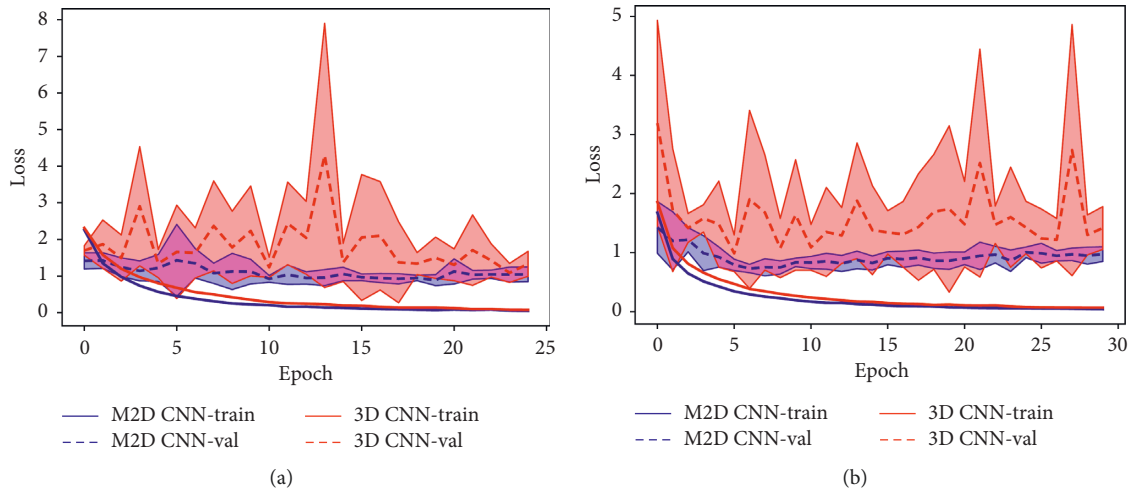 8
7
6
5
4
3
2
1
0
Loss
0 5 10 15 20 25
Epoch
M2D CNN-train 3D CNN-train
M2D CNN-val 3D CNN-val
(a)
5
4
3
2
1
0
Loss
0 5 10 15 20 25 30
Epoch
M2D CNN-train 3D CNN-train
M2D CNN-val 3D CNN-val
(b)